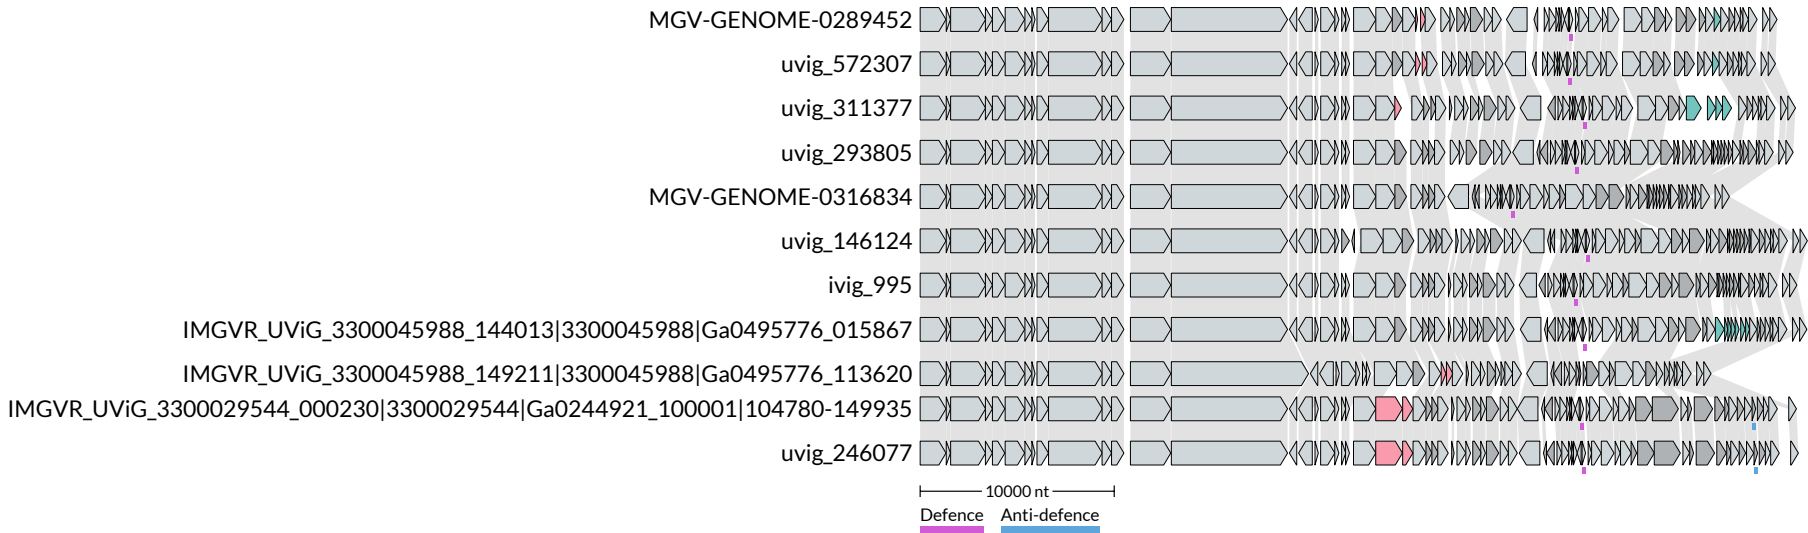 MGV-GENOME-0289452
uvig_572307
uvig_311377
uvig_293805
MGV-GENOME-0316834
uvig_146124
ivig_995
IMGVR_UViG_3300045988_144013|3300045988|Ga0495776_015867
IMGVR_UViG_3300045988_149211|3300045988|Ga0495776_113620
IMGVR_UViG_3300029544_000230|3300029544|Ga0244921_100001|104780-149935
uvig_246077
10000 nt
Defence Anti-defence